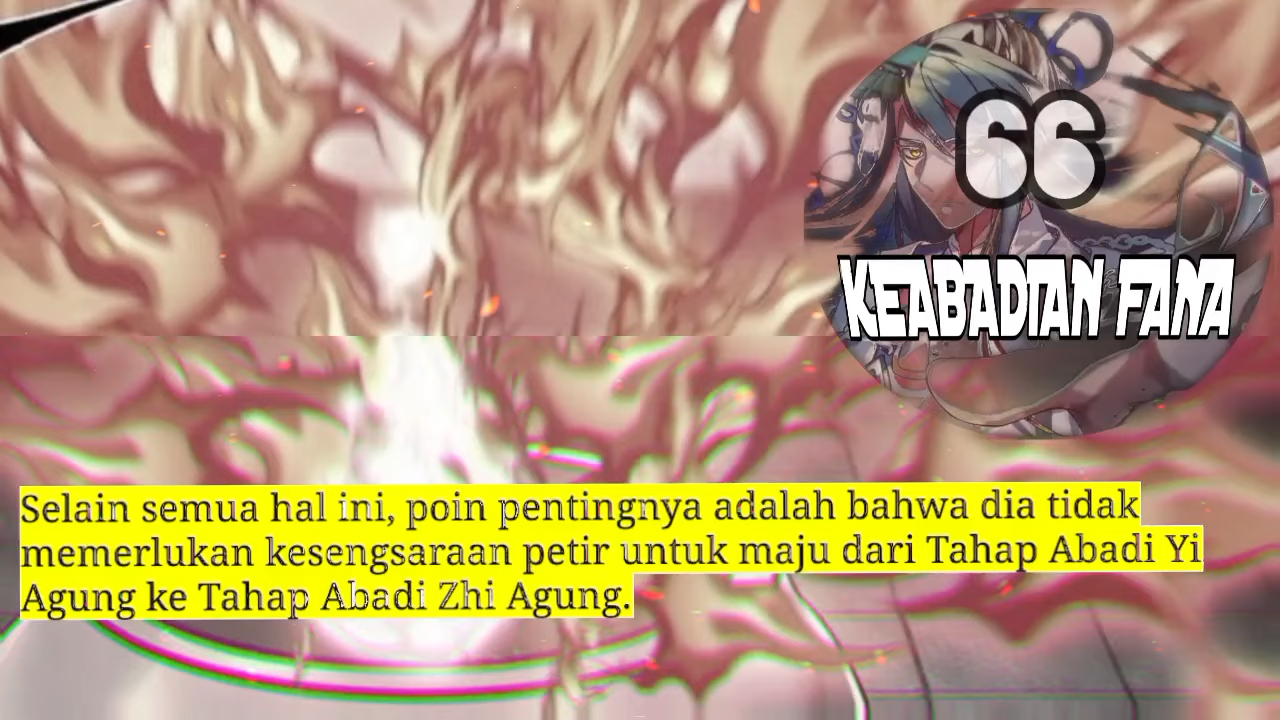 66
KEABADIAN FANA
Selain semua hal ini, poin pentingnya adalah bahwa dia tidak
memerlukan kesengsaraan petir untuk maju dari Tahap Abadi Yi
Agung ke Tahap Abadi Zhi Agung.